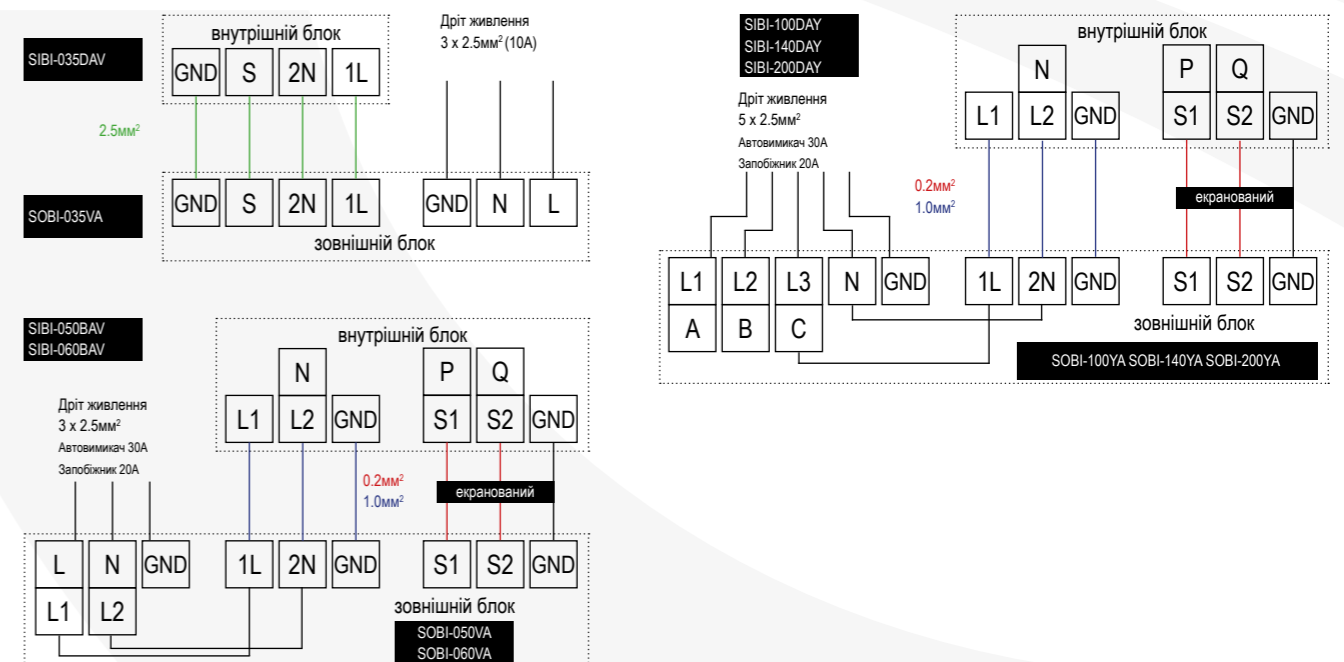 SIBI-035DAV
внутрішній блок
GND S 2N 1L
Дріт живлення
3 x 2.5мм² (10А)
2.5мм²
SOBI-035VA
GND S 2N 1L GND N L
зовнішній блок
SIBI-050BAV
SIBI-060BAV
внутрішній блок
Дріт живлення
3 x 2.5мм²
Автовимикач 30А
Запобіжник 20А
N P Q
L1 L2 GND S1 S2 GND
0.2мм²
1.0мм²
екранований
L N GND 1L 2N GND S1 S2 GND
L1 L2
зовнішній блок
SOBI-050VA
SOBI-060VA
SIBI-100DAY
SIBI-140DAY
SIBI-200DAY
внутрішній блок
Дріт живлення
5 x 2.5мм²
Автовимикач 30А
Запобіжник 20А
N P Q
L1 L2 GND S1 S2 GND
0.2мм²
1.0мм²
екранований
L1 L2 L3 N GND 1L 2N GND S1 S2 GND
A B C
зовнішній блок
SOBI-100YA SOBI-140YA SOBI-200YA